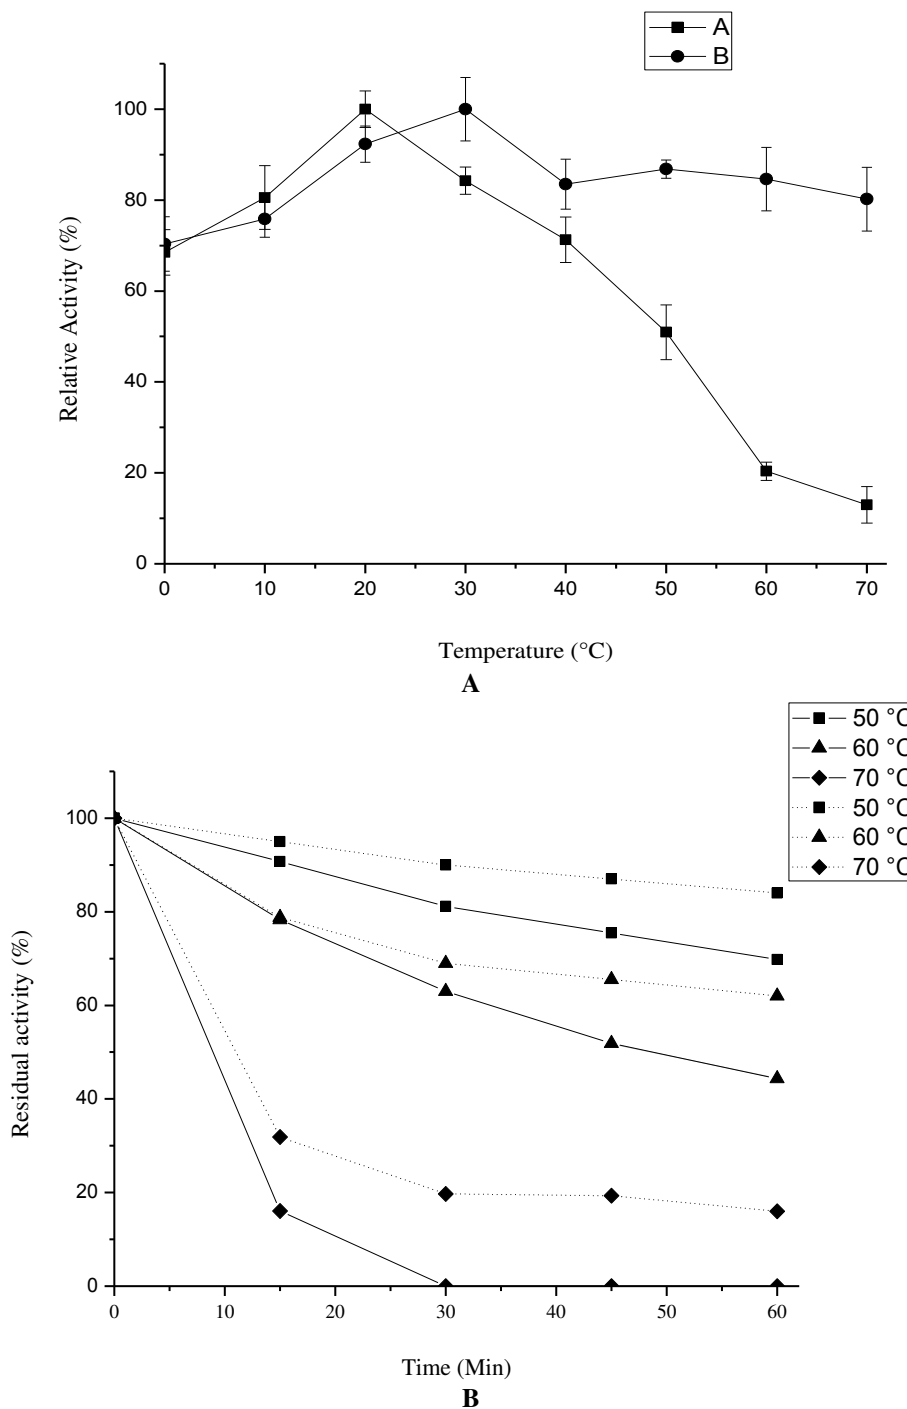 A
B
100
80
60
40
20
0
Relative Activity (%)
0 10 20 30 40 50 60 70
Temperature (°C)
A
50 °C
60 °C
70 °C
50 °C
60 °C
70 °C
100
80
60
40
20
0
Residual activity (%)
0 10 20 30 40 50 60
Time (Min)
B